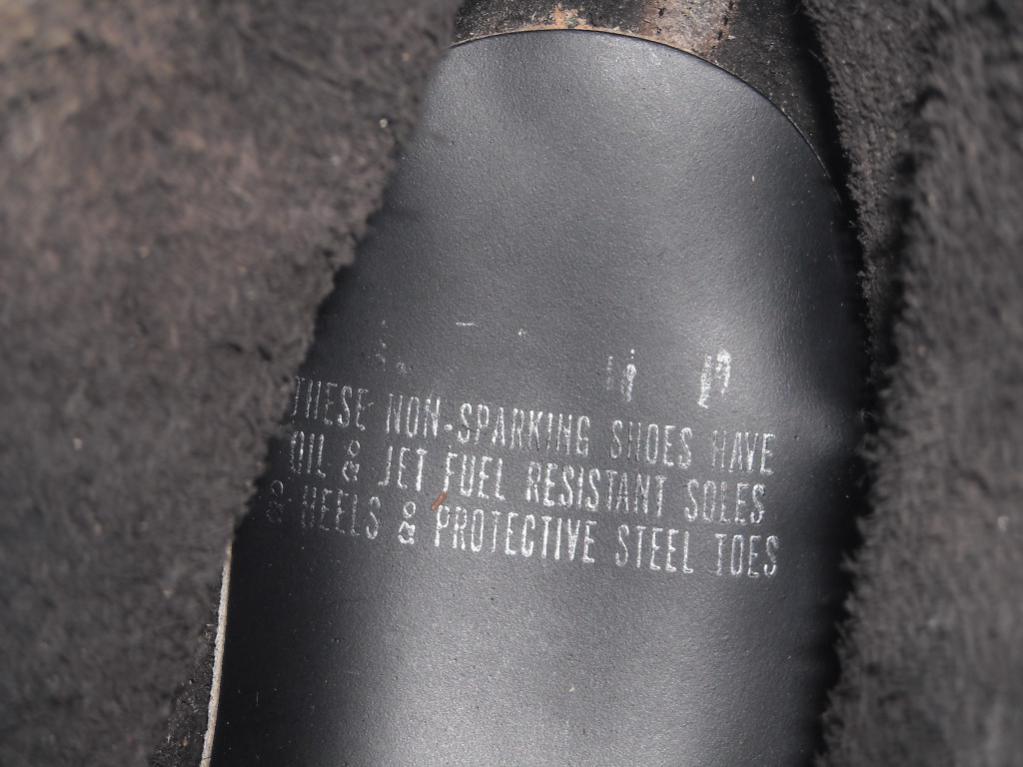 THESE NON-SPARKING SHOES HAVE
OIL & JET FUEL RESISTANT SOLES
& HEELS & PROTECTIVE STEEL TOES